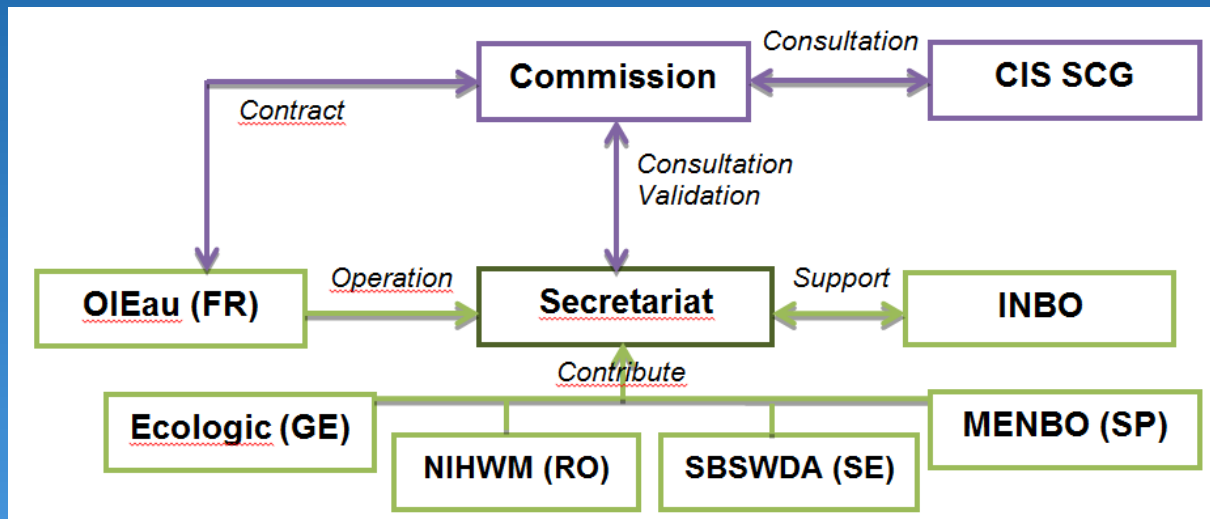 Consultation
Commission
CIS SCG
Contract
Consultation
Validation
OIEau (FR)
Operation
Secretariat
Support
INBO
Contribute
Ecologic (GE)
MENBO (SP)
NIHWM (RO)
SBSWDA (SE)